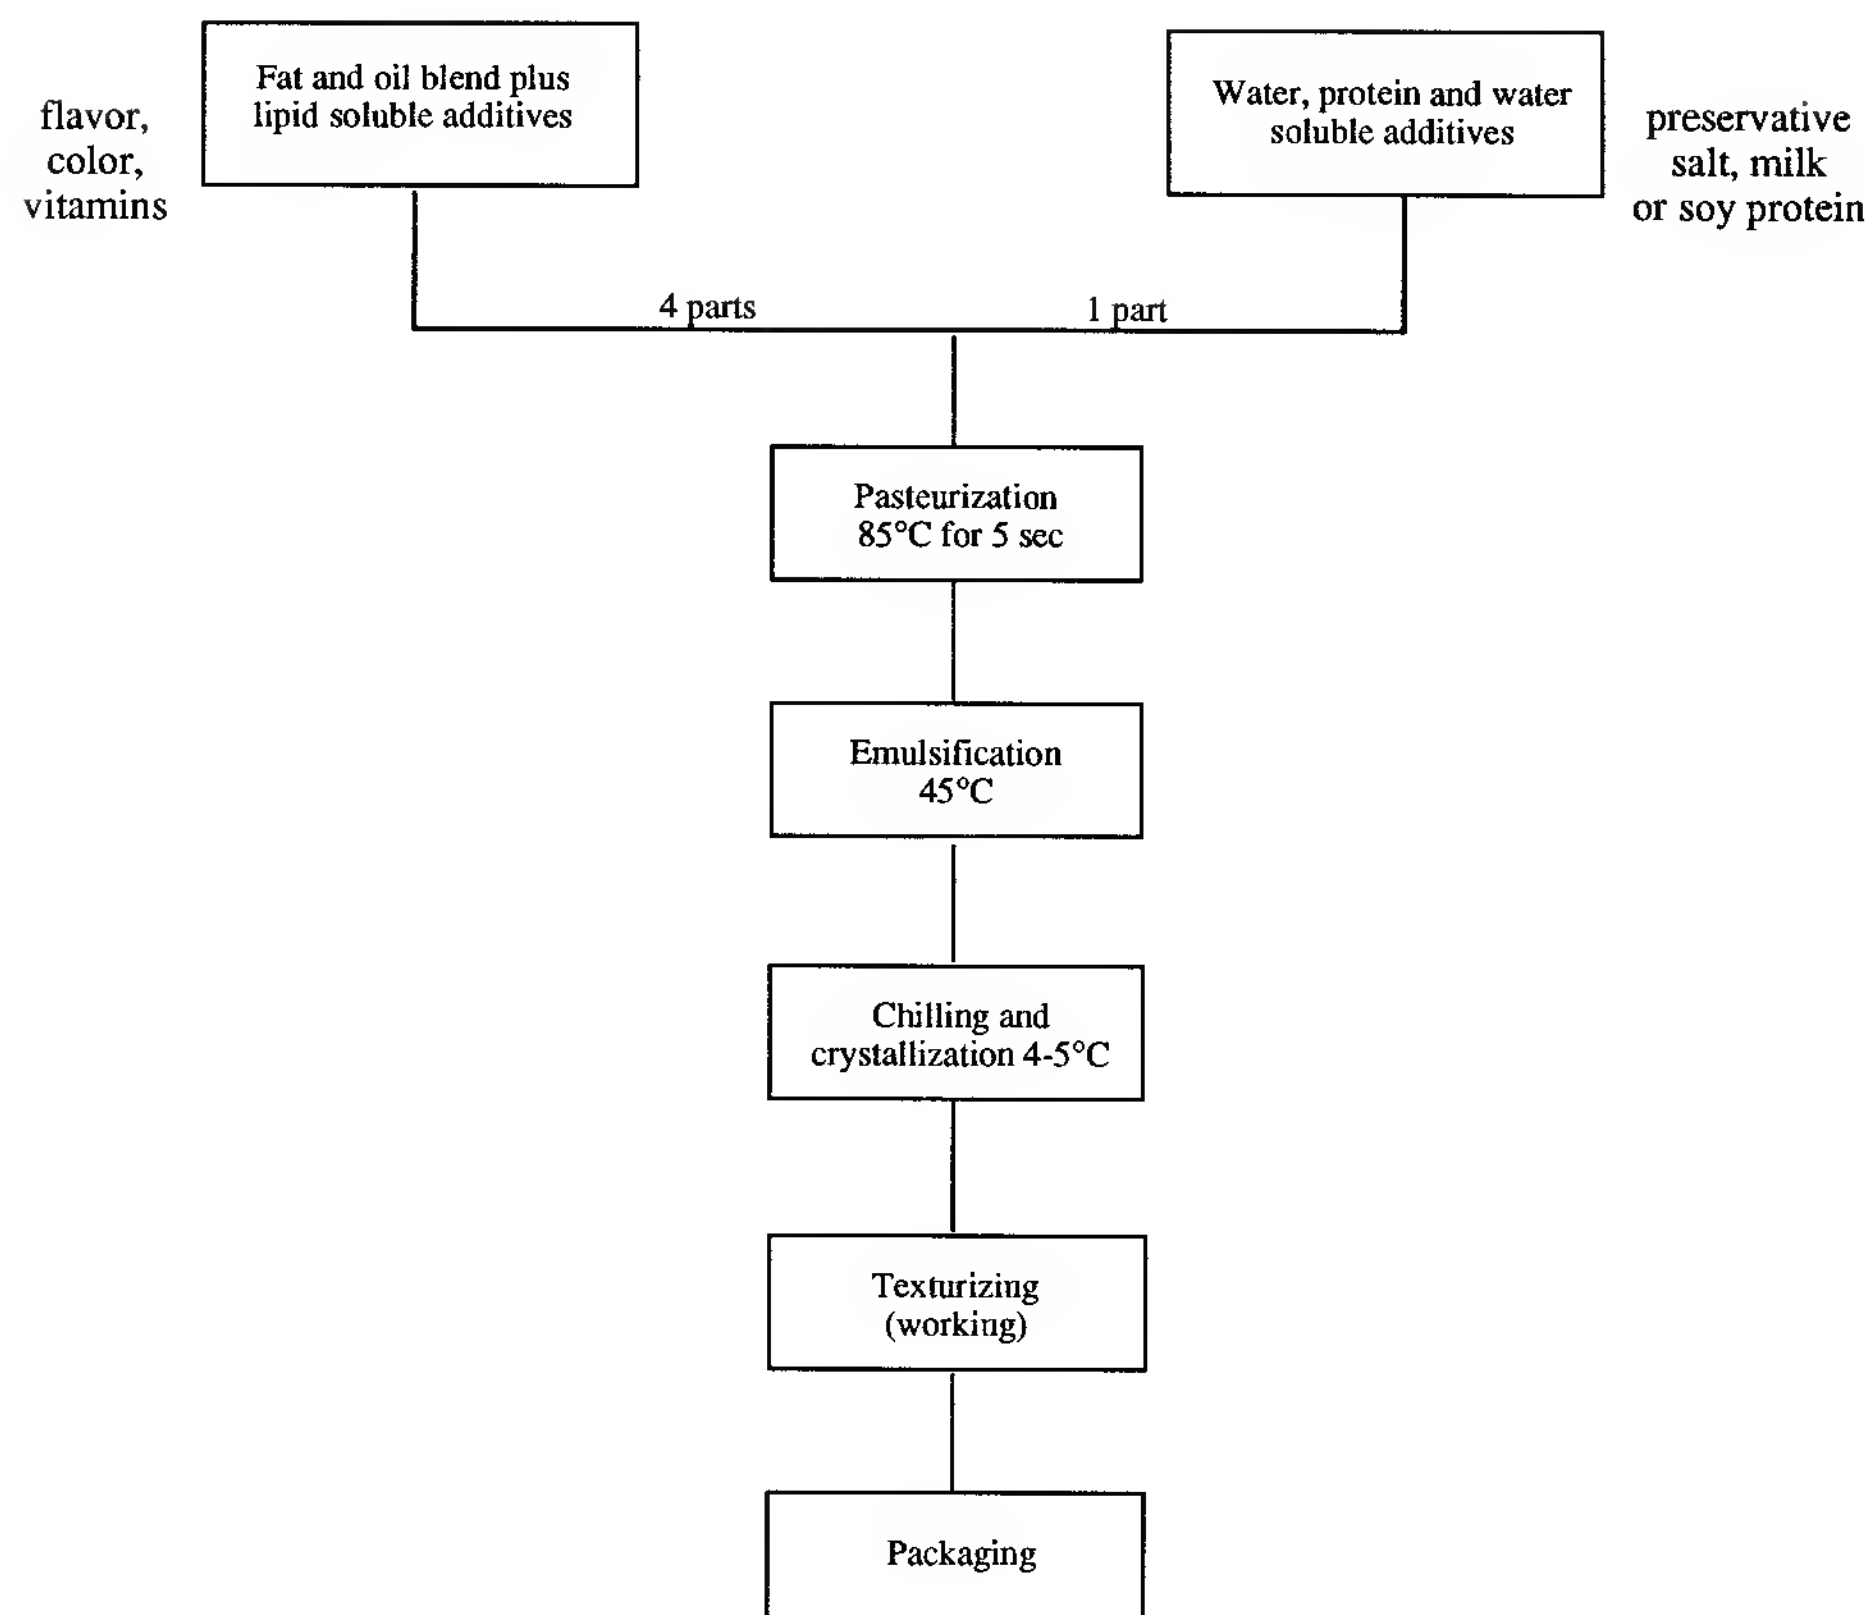 Fat and oil blend plus
lipid soluble additives
flavor,
color,
vitamins
Water, protein and water
soluble additives
preservative
salt, milk
or soy protein
4 parts
1 part
Pasteurization
85°C for 5 sec
Emulsification
45°C
Chilling and
crystallization 4-5°C
Texturizing
(working)
Packaging